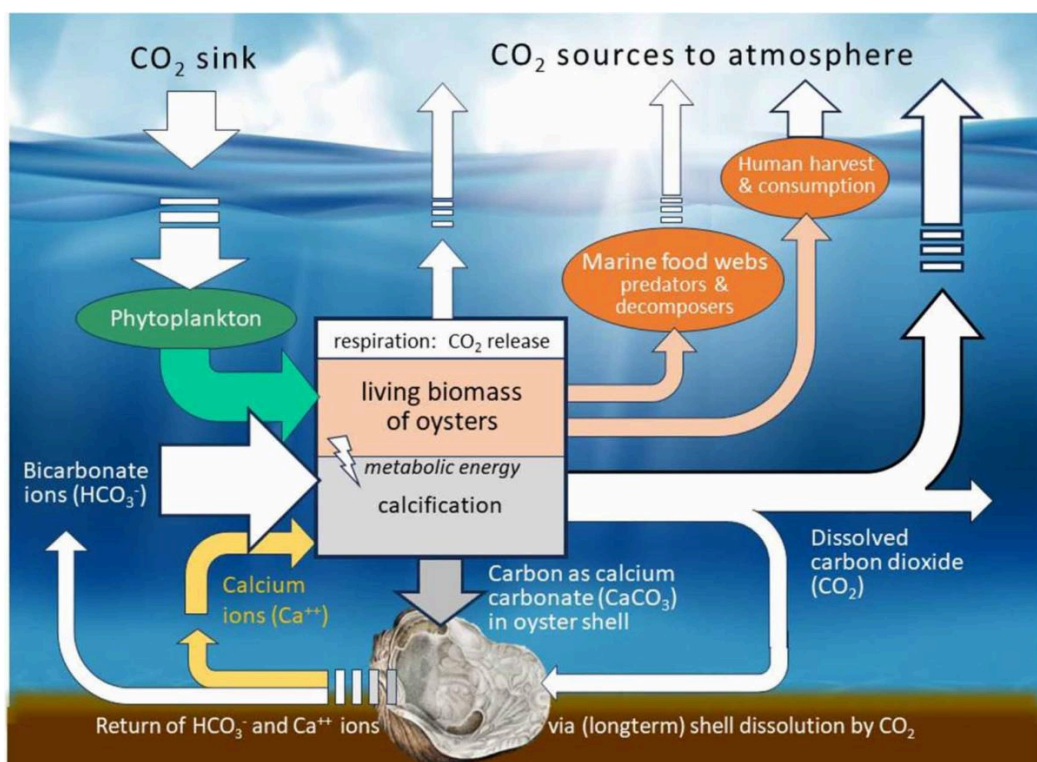 CO₂ sink
CO₂ sources to atmosphere
Human harvest
& consumption
Marine food webs
predators &
decomposers
Phytoplankton
respiration: CO₂ release
living biomass
of oysters
metabolic energy
calcification
Bicarbonate
ions (HCO₃⁻)
Calcium
ions (Ca⁺⁺)
Carbon as calcium
carbonate (CaCO₃)
in oyster shell
Dissolved
carbon dioxide
(CO₂)
Return of HCO₃⁻ and Ca⁺⁺ ions via (longterm) shell dissolution by CO₂